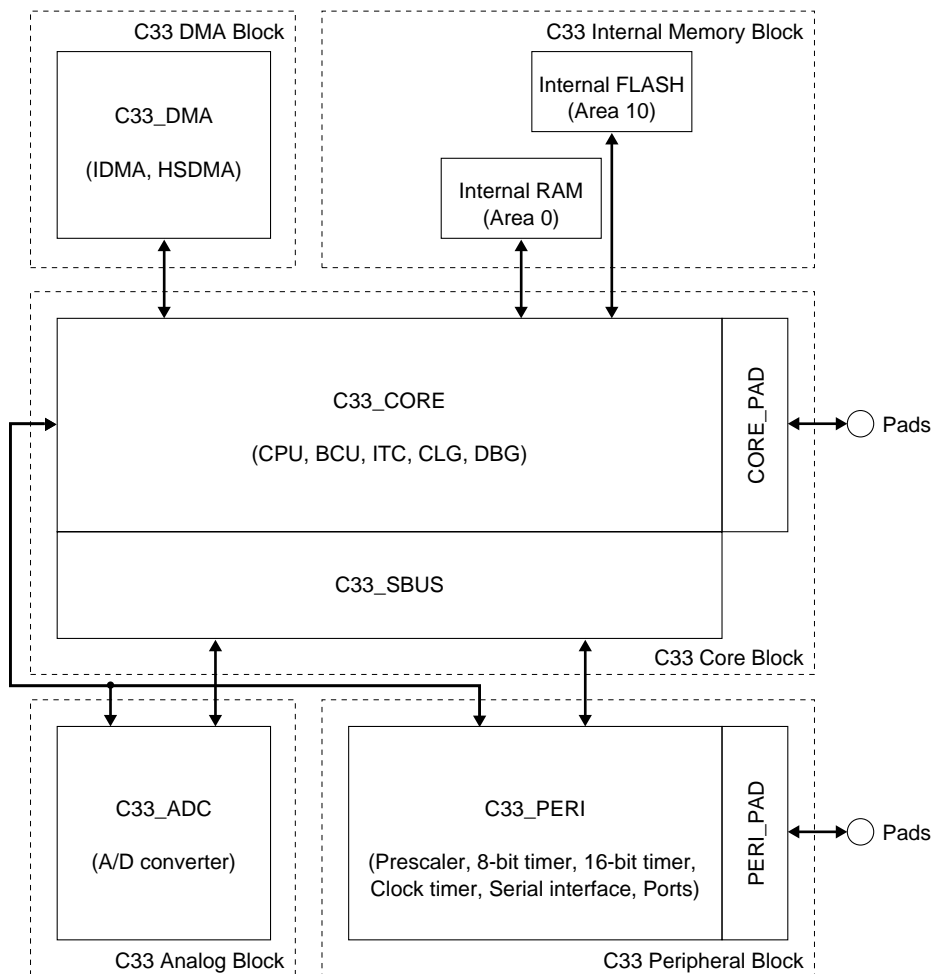 C33 DMA Block
C33 Internal Memory Block
C33_DMA
(IDMA, HSDMA)
Internal FLASH
(Area 10)
Internal RAM
(Area 0)
C33_CORE
(CPU, BCU, ITC, CLG, DBG)
CORE_PAD
Pads
C33_SBUS
C33 Core Block
C33_ADC
(A/D converter)
C33_PERI
(Prescaler, 8-bit timer, 16-bit timer,
Clock timer, Serial interface, Ports)
PERI_PAD
Pads
C33 Analog Block
C33 Peripheral Block